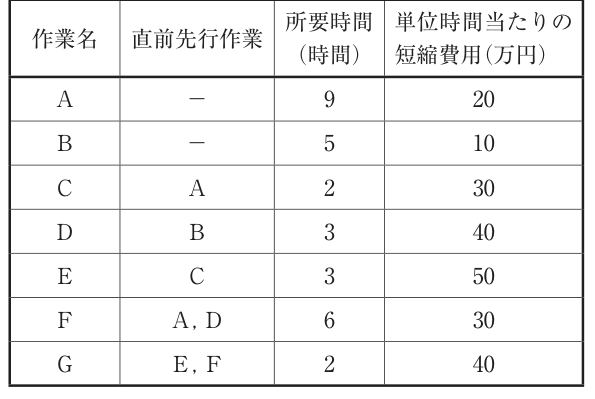 作業名 直前先行作業 所要時間(時間) 単位時間当たりの短縮費用(万円)
A － 9 20
B － 5 10
C A 2 30
D B 3 40
E C 3 50
F A, D 6 30
G E, F 2 40